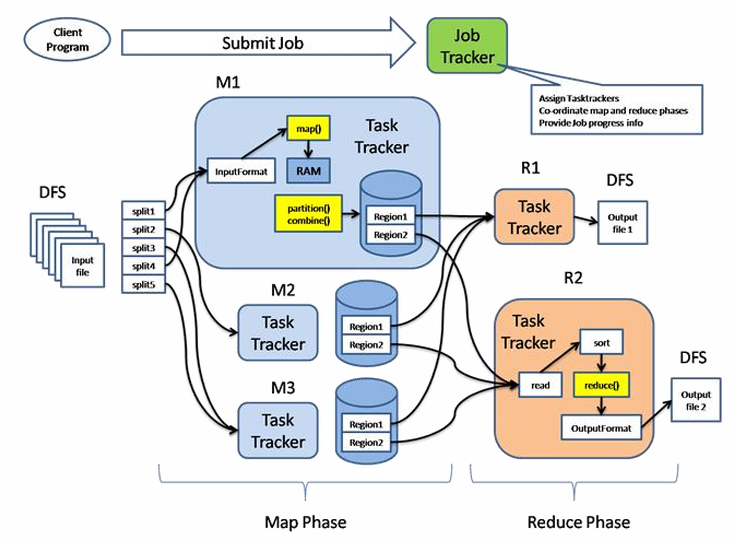 Client
Program
Submit Job
Job
Tracker
Assign Tasktrackers
Co-ordinate map and reduce phases
Provide Job progress info
M1
map()
Task
Tracker
InputFormat
RAM
partition()
combine()
Region1
Region2
DFS
Input
file
split1
split2
split3
split4
split5
M2
Task
Tracker
Region1
Region2
M3
Task
Tracker
Region1
Region2
R1
Task
Tracker
DFS
Output
file 1
R2
Task
Tracker
sort
read
reduce()
OutputFormat
DFS
Output
file 2
Map Phase
Reduce Phase